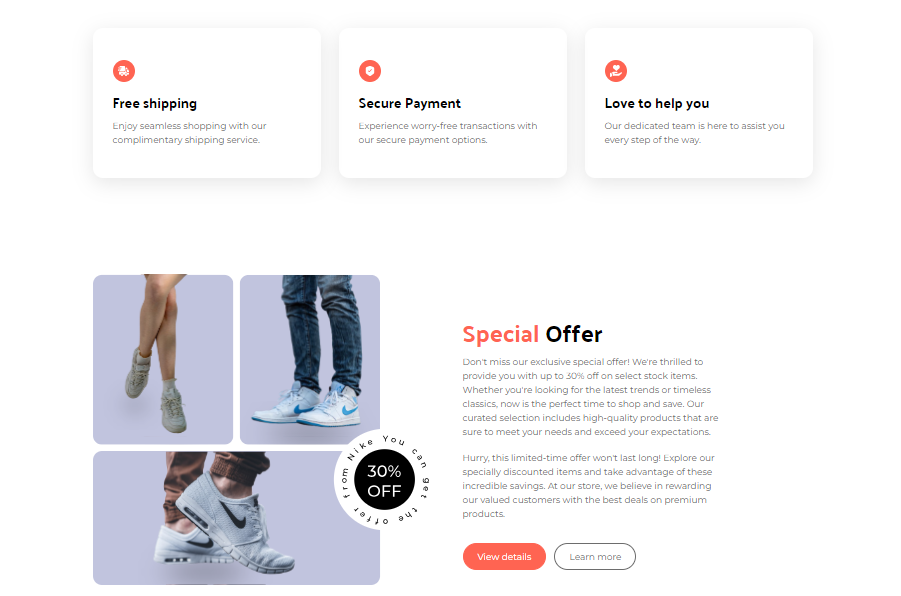 Free shipping
Enjoy seamless shopping with our
complimentary shipping service.
Secure Payment
Experience worry-free transactions with
our secure payment options.
Love to help you
Our dedicated team is here to assist you
every step of the way.
from Nike You can get the offer
30%
OFF
Special Offer
Don't miss our exclusive special offer! We're thrilled to
provide you with up to 30% off on select stock items.
Whether you're looking for the latest trends or timeless
classics, now is the perfect time to shop and save. Our
curated selection includes high-quality products that are
sure to meet your needs and exceed your expectations.
Hurry, this limited-time offer won't last long! Explore our
specially discounted items and take advantage of these
incredible savings. At our store, we believe in rewarding
our valued customers with the best deals on premium
products.
View details
Learn more